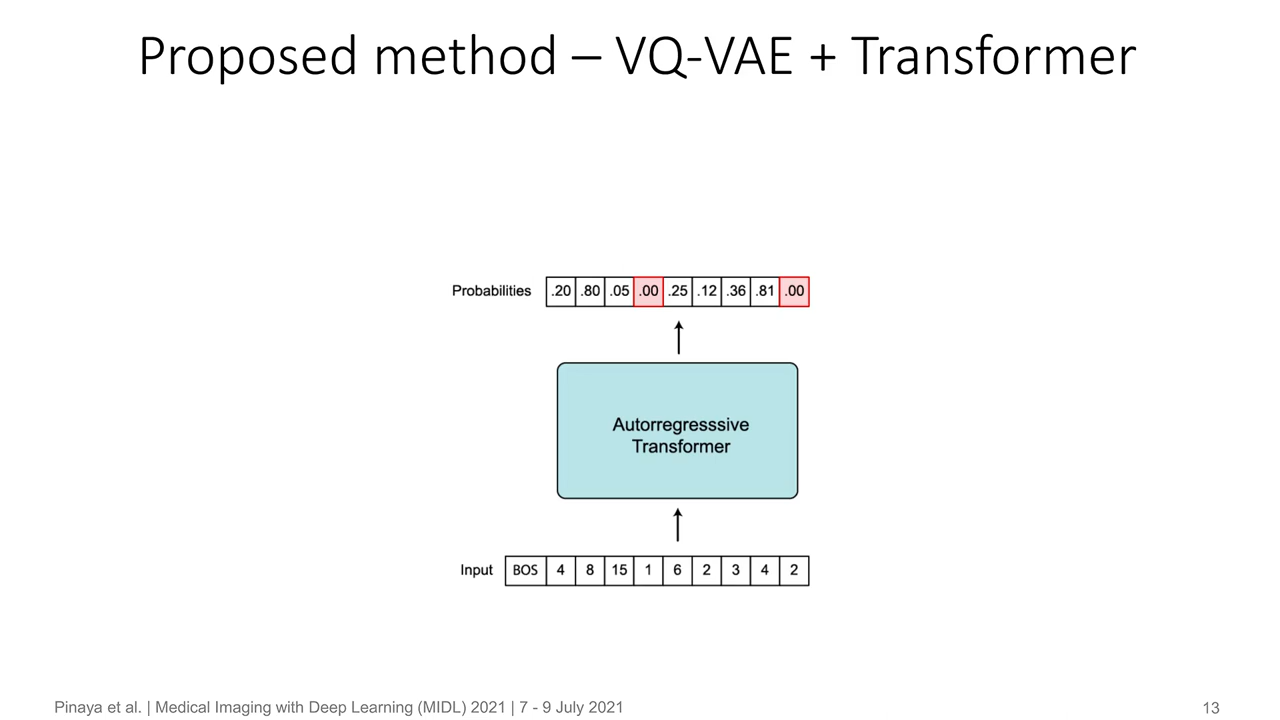 Proposed method – VQ-VAE + Transformer
Probabilities .20 .80 .05 .00 .25 .12 .36 .81 .00
Autorregresssive
Transformer
Input BOS 4 8 15 1 6 2 3 4 2
Pinaya et al. | Medical Imaging with Deep Learning (MIDL) 2021 | 7 - 9 July 2021
13